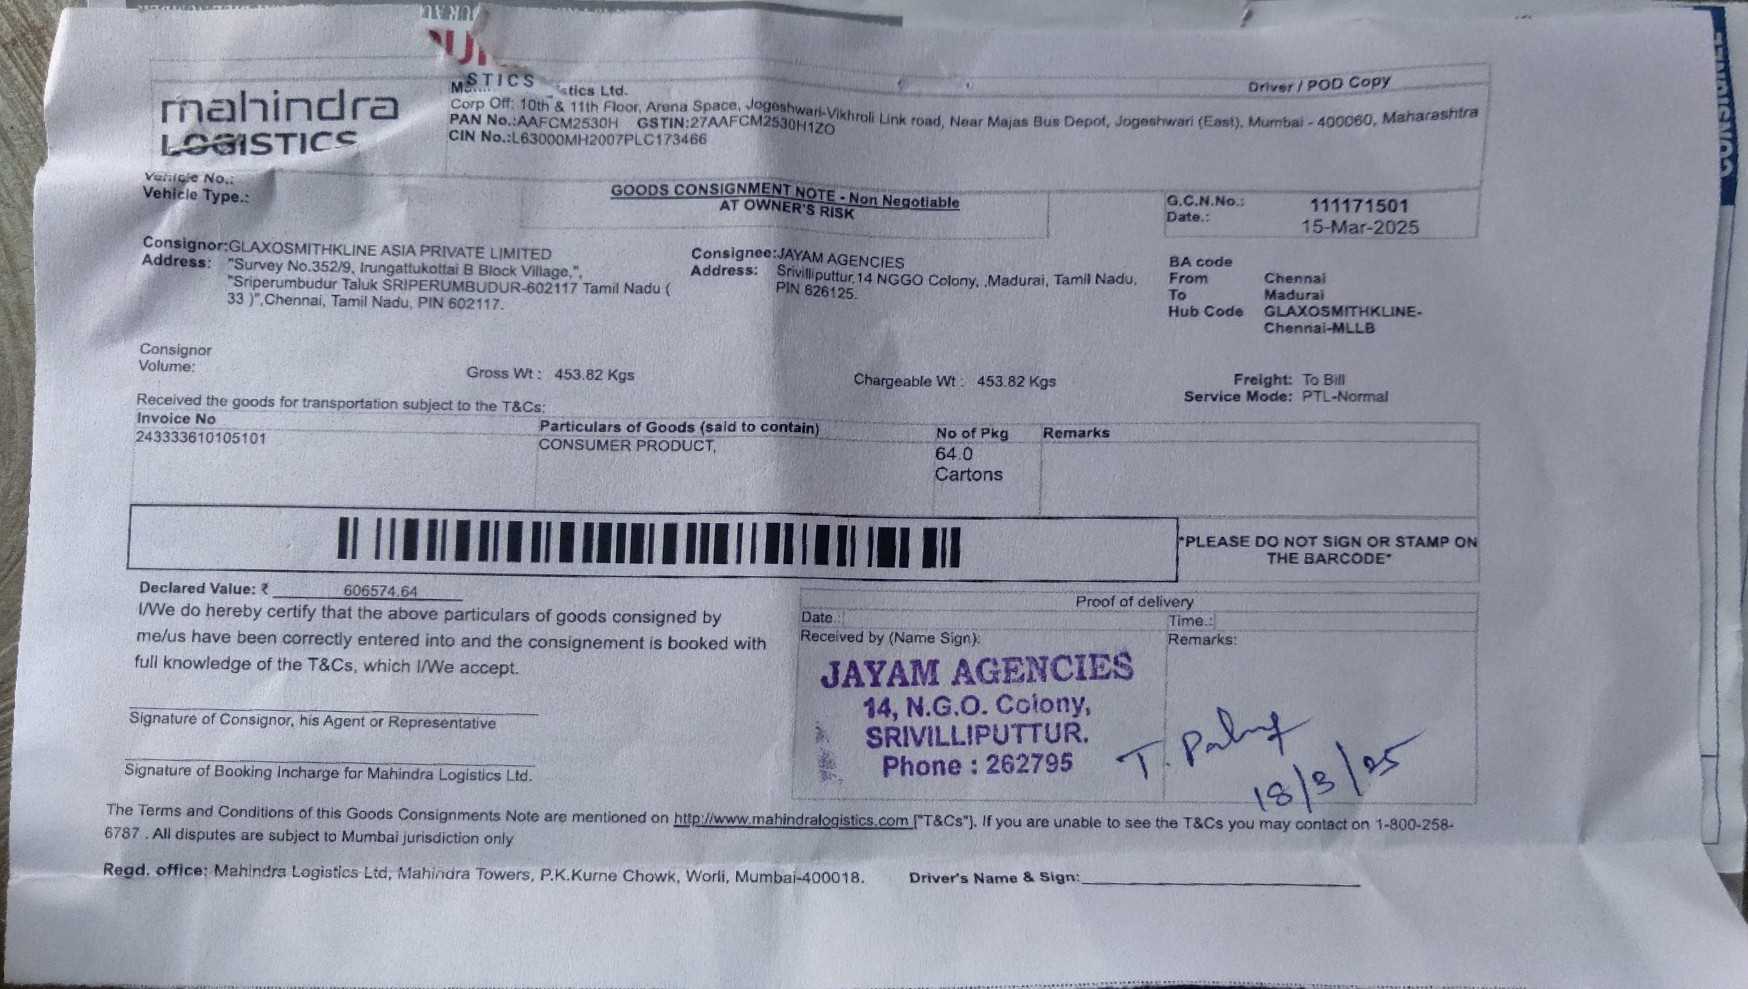 STICS
Driver / POD Copy
mahindra
LOGISTICS
stics Ltd.
Corp Off: 10th & 11th Floor, Arena Space, Jogeshwari-Vikhroli Link road, Near Majas Bus Depot, Jogeshwari (East), Mumbai - 400060, Maharashtra
PAN No.:AAFCM2530H GSTIN:27AAFCM2530H1ZO
CIN No.:L63000MH2007PLC173466
Vehicle No.:
Vehicle Type.:
GOODS CONSIGNMENT NOTE - Non Negotiable
AT OWNER'S RISK
G.C.N.No.: 111171501
Date.: 15-Mar-2025
Consignor:GLAXOSMITHKLINE ASIA PRIVATE LIMITED
Address: "Survey No.352/9, Irungattukottai B Block Village,",
"Sriperumbudur Taluk SRIPERUMBUDUR-602117 Tamil Nadu (
33 )",Chennai, Tamil Nadu, PIN 602117.
Consignee:JAYAM AGENCIES
Address: Srivilliputtur,14 NGGO Colony, ,Madurai, Tamil Nadu,
PIN 626125.
BA code
From Chennai
To Madurai
Hub Code GLAXOSMITHKLINE-
Chennai-MLLB
Consignor
Volume:
Gross Wt : 453.82 Kgs
Chargeable Wt : 453.82 Kgs
Freight: To Bill
Service Mode: PTL-Normal
Received the goods for transportation subject to the T&Cs:
Invoice No
Particulars of Goods (said to contain)
No of Pkg
Remarks
243333610105101
CONSUMER PRODUCT,
64.0
Cartons
*PLEASE DO NOT SIGN OR STAMP ON
THE BARCODE*
Declared Value: ₹ 606574.64
I/We do hereby certify that the above particulars of goods consigned by
me/us have been correctly entered into and the consignement is booked with
full knowledge of the T&Cs, which I/We accept.
Signature of Consignor, his Agent or Representative
Signature of Booking Incharge for Mahindra Logistics Ltd.
Proof of delivery
Date.:
Time.:
Received by (Name Sign):
Remarks:
JAYAM AGENCIES
14, N.G.O. Colony,
SRIVILLIPUTTUR.
Phone : 262795
T.
18/3/25
The Terms and Conditions of this Goods Consignments Note are mentioned on http://www.mahindralogistics.com ["T&Cs"]. If you are unable to see the T&Cs you may contact on 1-800-258-
6787 . All disputes are subject to Mumbai jurisdiction only
Regd. office: Mahindra Logistics Ltd, Mahindra Towers, P.K.Kurne Chowk, Worli, Mumbai-400018.
Driver's Name & Sign:
CONSIGNEE